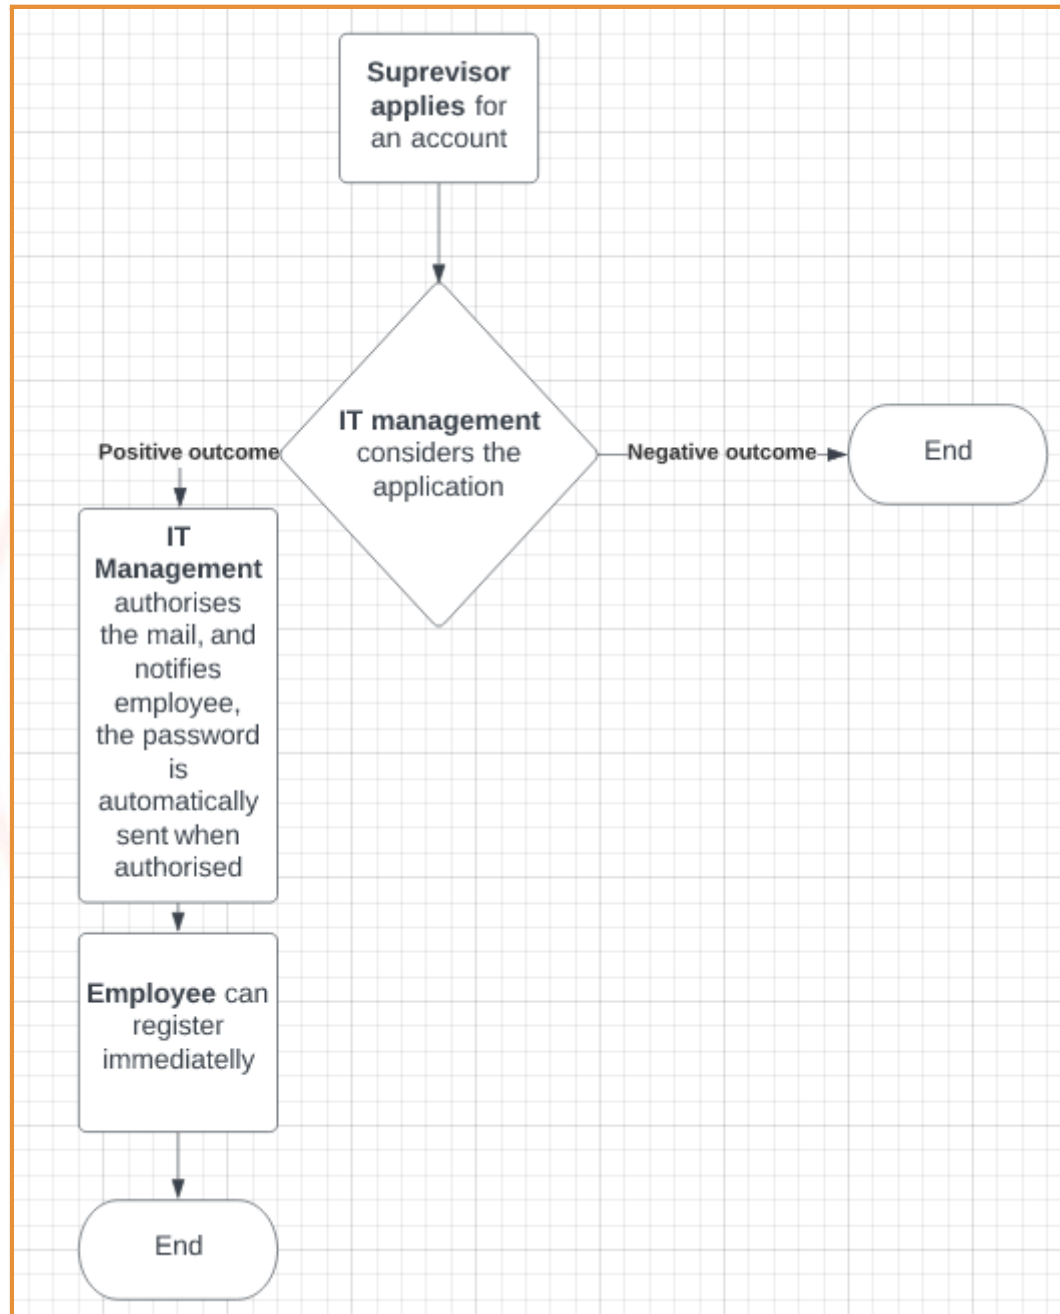 Suprevisor
applies for
an account
IT management
considers the
application
Positive outcome
Negative outcome
End
IT
Management
authorises
the mail, and
notifies
employee,
the password
is
automatically
sent when
authorised
Employee can
register
immediatelly
End